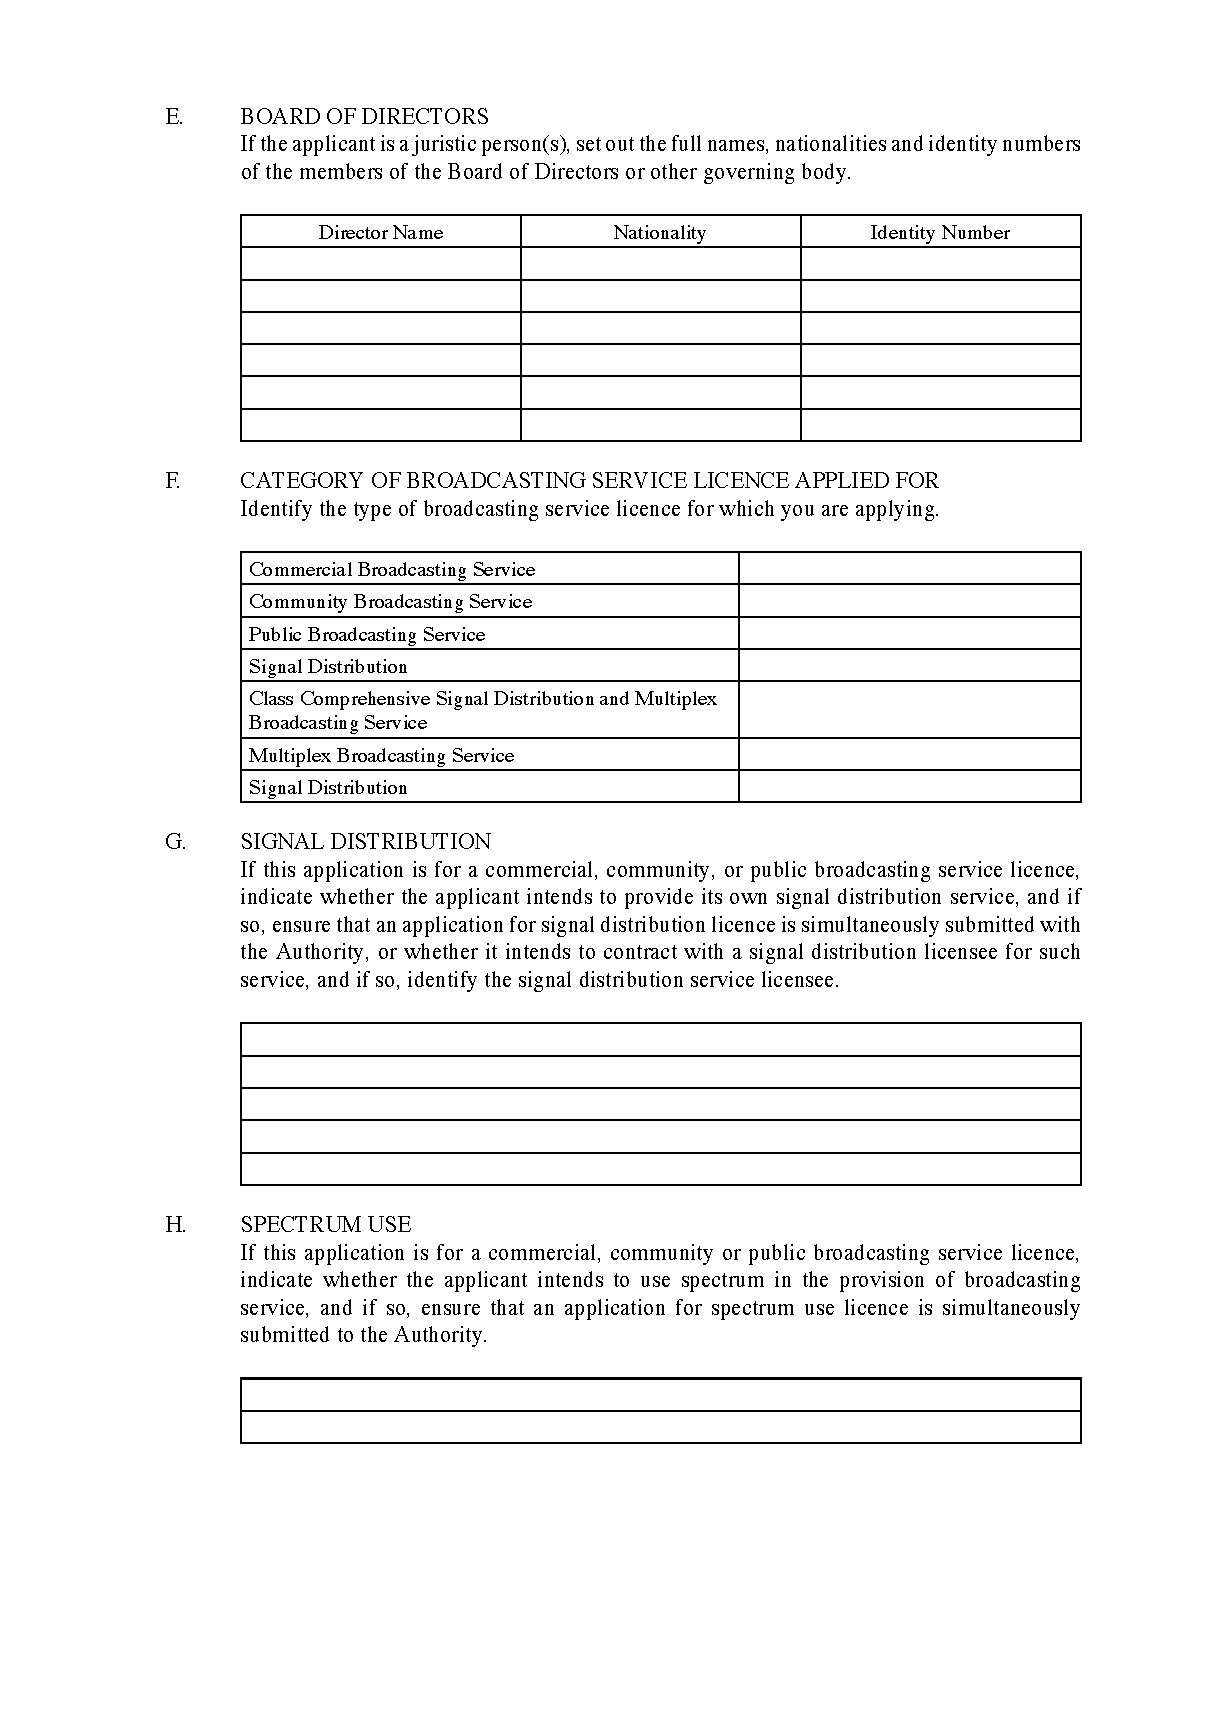 E. BOARD OF DIRECTORS
If the applicant is a juristic person(s), set out the full names, nationalities and identity numbers
of the members of the Board of Directors or other governing body.
Director Name Nationality Identity Number
F. CATEGORY OF BROADCASTING SERVICE LICENCE APPLIED FOR
Identify the type of broadcasting service licence for which you are applying.
Commercial Broadcasting Service
Community Broadcasting Service
Public Broadcasting Service
Signal Distribution
Class Comprehensive Signal Distribution and Multiplex
Broadcasting Service
Multiplex Broadcasting Service
Signal Distribution
G. SIGNAL DISTRIBUTION
If this application is for a commercial, community, or public broadcasting service licence,
indicate whether the applicant intends to provide its own signal distribution service, and if
so, ensure that an application for signal distribution licence is simultaneously submitted with
the Authority, or whether it intends to contract with a signal distribution licensee for such
service, and if so, identify the signal distribution service licensee.
H. SPECTRUM USE
If this application is for a commercial, community or public broadcasting service licence,
indicate whether the applicant intends to use spectrum in the provision of broadcasting
service, and if so, ensure that an application for spectrum use licence is simultaneously
submitted to the Authority.